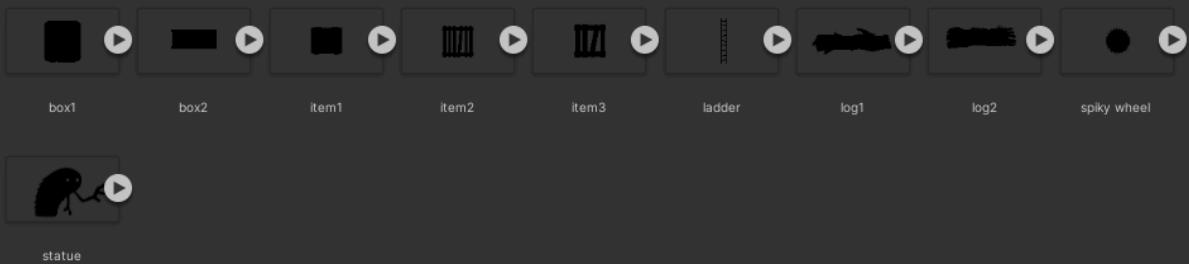 box1
box2
item1
item2
item3
ladder
log1
log2
spiky wheel
statue